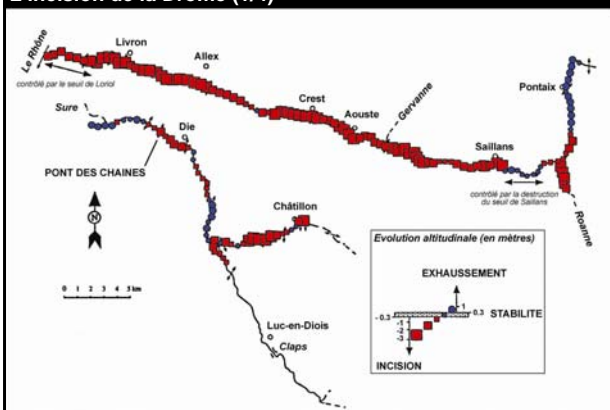 L'incision de la Drôme (1/1)
Le Rhône
Livron
Allex
contrôlé par le seuil de Loriol
Crest
Aouste
Gervanne
Pontaix
Saillans
contrôlé par la destruction
du seuil de Saillans
Roanne
Sure
Die
PONT DES CHAINES
Châtillon
N
0 1 2 3 4 5 km
Luc-en-Diois
Claps
Evolution altitudinale (en mètres)
EXHAUSSEMENT
1
- 0.3
0.3
STABILITE
-1
-2
-3
INCISION